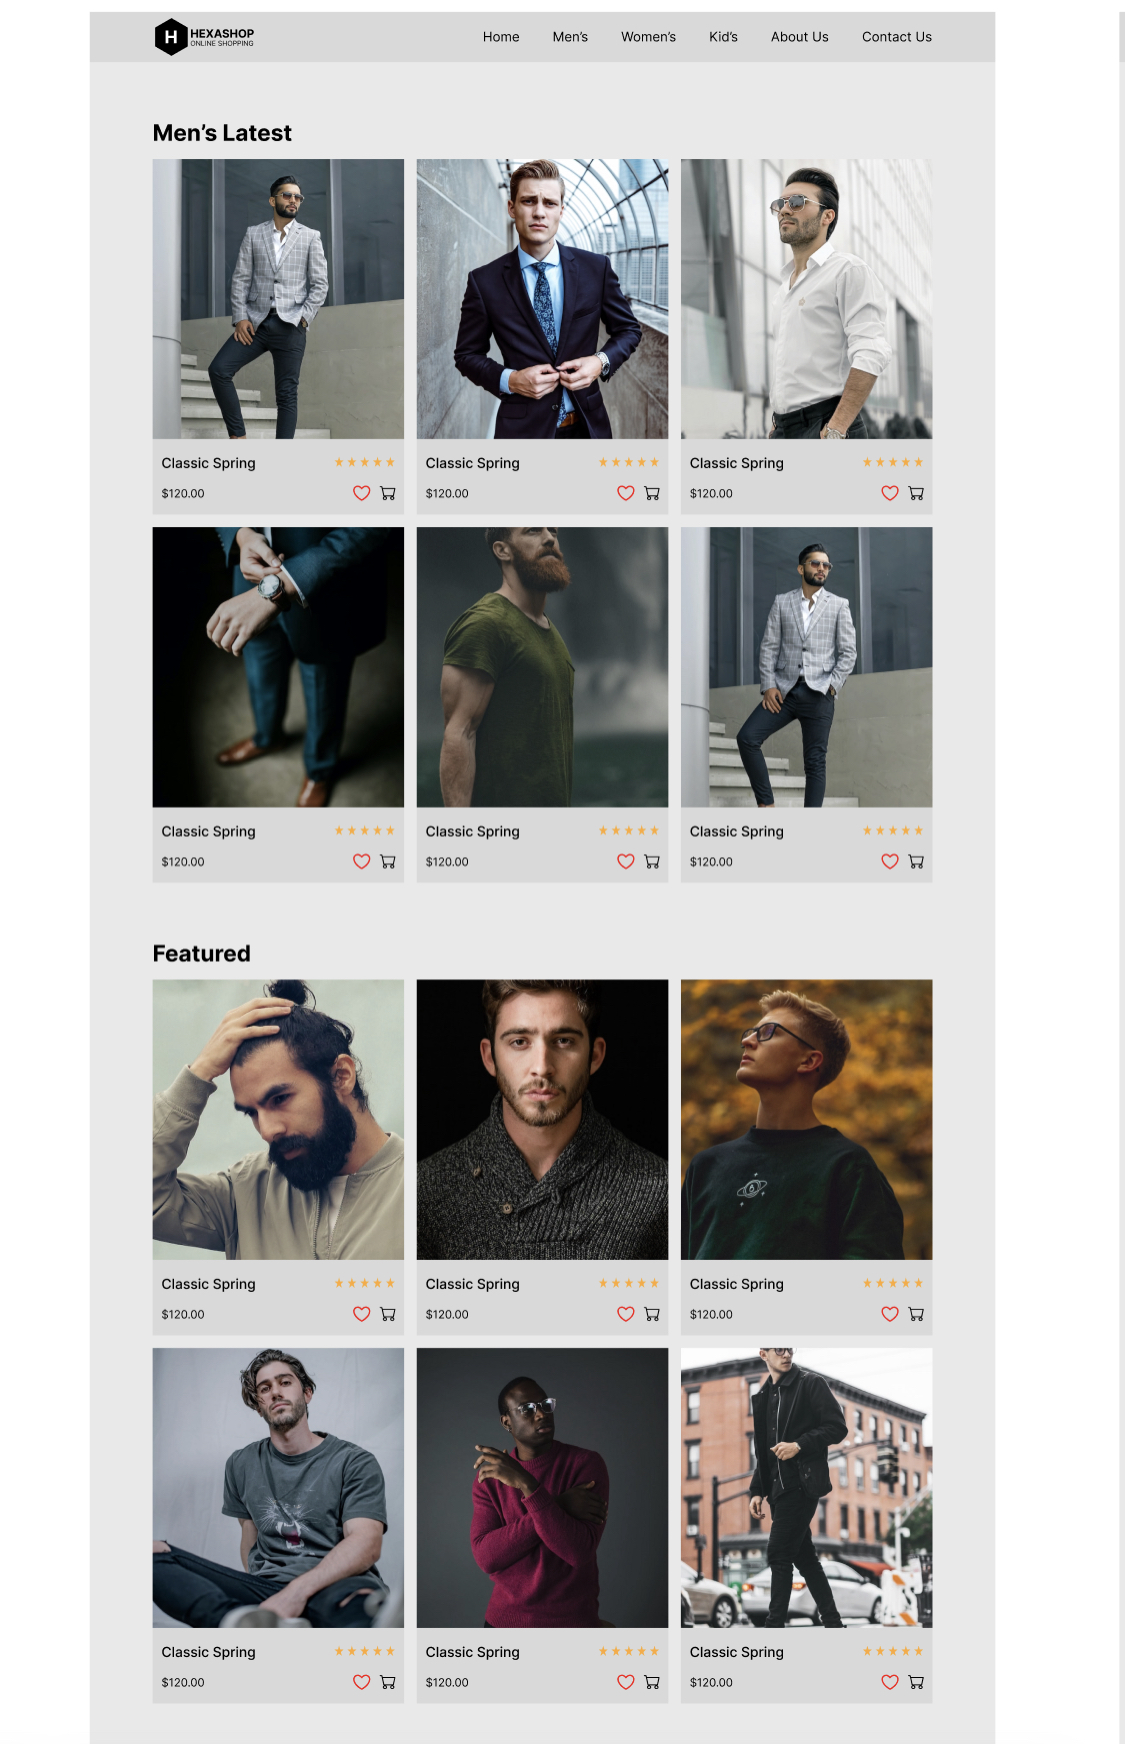 H HEXASHOP
ONLINE SHOPPING
Home Men's Women's Kid's About Us Contact Us
Men's Latest
Classic Spring
$120.00
Classic Spring
$120.00
Classic Spring
$120.00
Classic Spring
$120.00
Classic Spring
$120.00
Classic Spring
$120.00
Featured
Classic Spring
$120.00
Classic Spring
$120.00
Classic Spring
$120.00
Classic Spring
$120.00
Classic Spring
$120.00
Classic Spring
$120.00